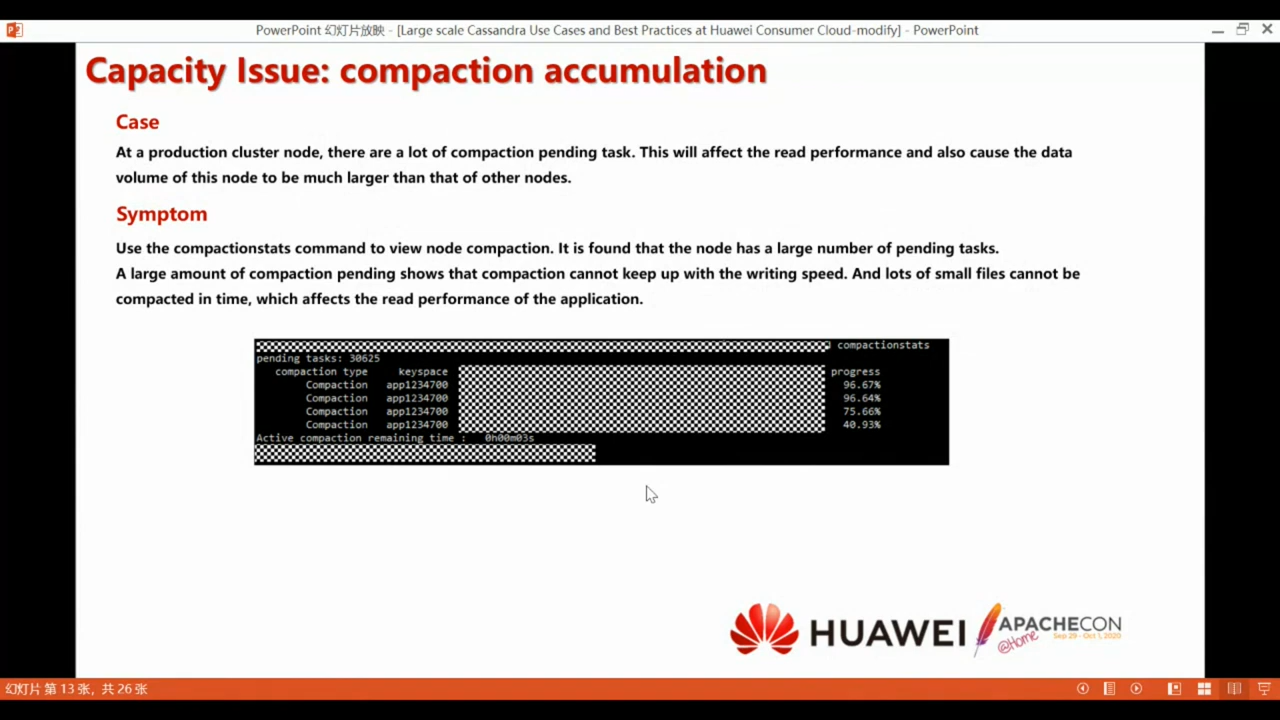 PowerPoint 幻灯片放映 - [Large scale Cassandra Use Cases and Best Practices at Huawei Consumer Cloud-modify] - PowerPoint
Capacity Issue: compaction accumulation
Case
At a production cluster node, there are a lot of compaction pending task. This will affect the read performance and also cause the data
volume of this node to be much larger than that of other nodes.
Symptom
Use the compactionstats command to view node compaction. It is found that the node has a large number of pending tasks.
A large amount of compaction pending shows that compaction cannot keep up with the writing speed. And lots of small files cannot be
compacted in time, which affects the read performance of the application.
compactionstats
pending tasks: 30625
compaction type keyspace progress
Compaction app1234700 96.67%
Compaction app1234700 96.64%
Compaction app1234700 75.66%
Compaction app1234700 40.93%
Active compaction remaining time : 0h00m03s
HUAWEI
APACHECON
Sep 29 - Oct 1, 2020
@Home
幻灯片 第 13 张，共 26 张